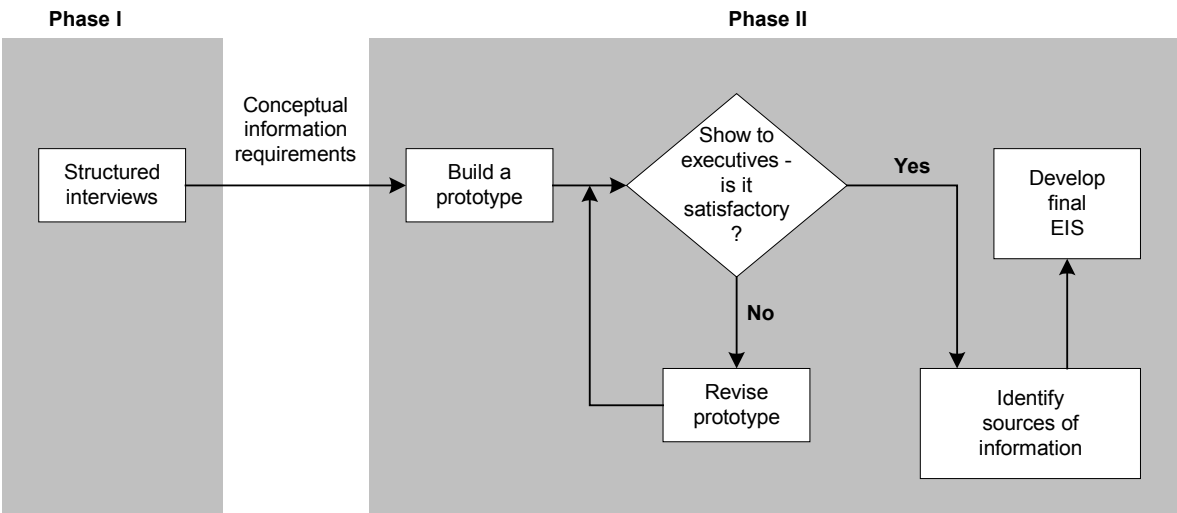 Phase I
Phase II
Conceptual
information
requirements
Structured
interviews
Build a
prototype
Show to
executives -
is it
satisfactory
?
Yes
Develop
final
EIS
No
Revise
prototype
Identify
sources of
information